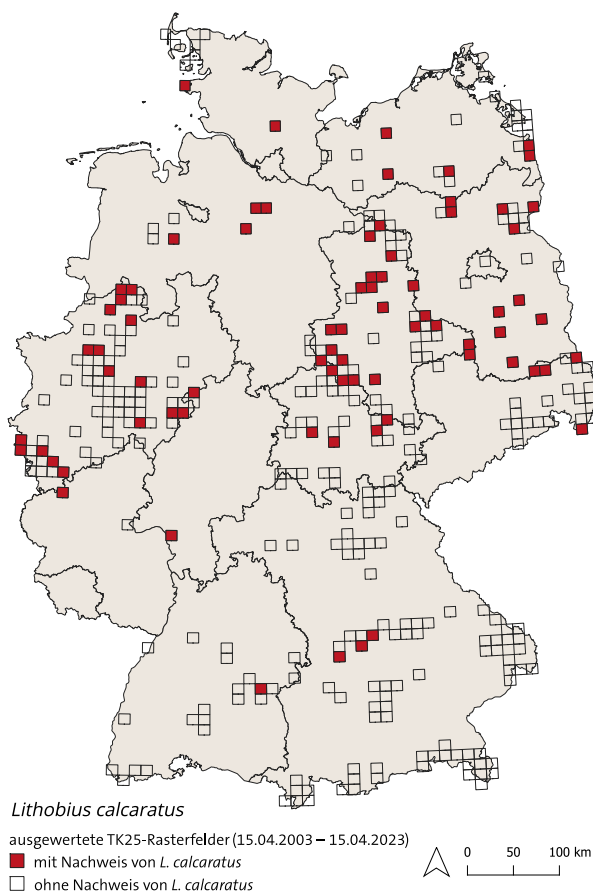 Lithobius calcaratus
ausgewertete TK25-Rasterfelder (15.04.2003 – 15.04.2023)
mit Nachweis von L. calcaratus
ohne Nachweis von L. calcaratus
0 50 100 km